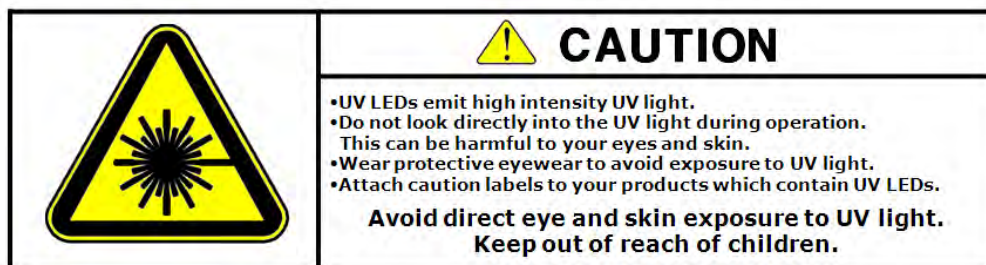 CAUTION
•UV LEDs emit high intensity UV light.
•Do not look directly into the UV light during operation.
This can be harmful to your eyes and skin.
•Wear protective eyewear to avoid exposure to UV light.
•Attach caution labels to your products which contain UV LEDs.
Avoid direct eye and skin exposure to UV light.
Keep out of reach of children.